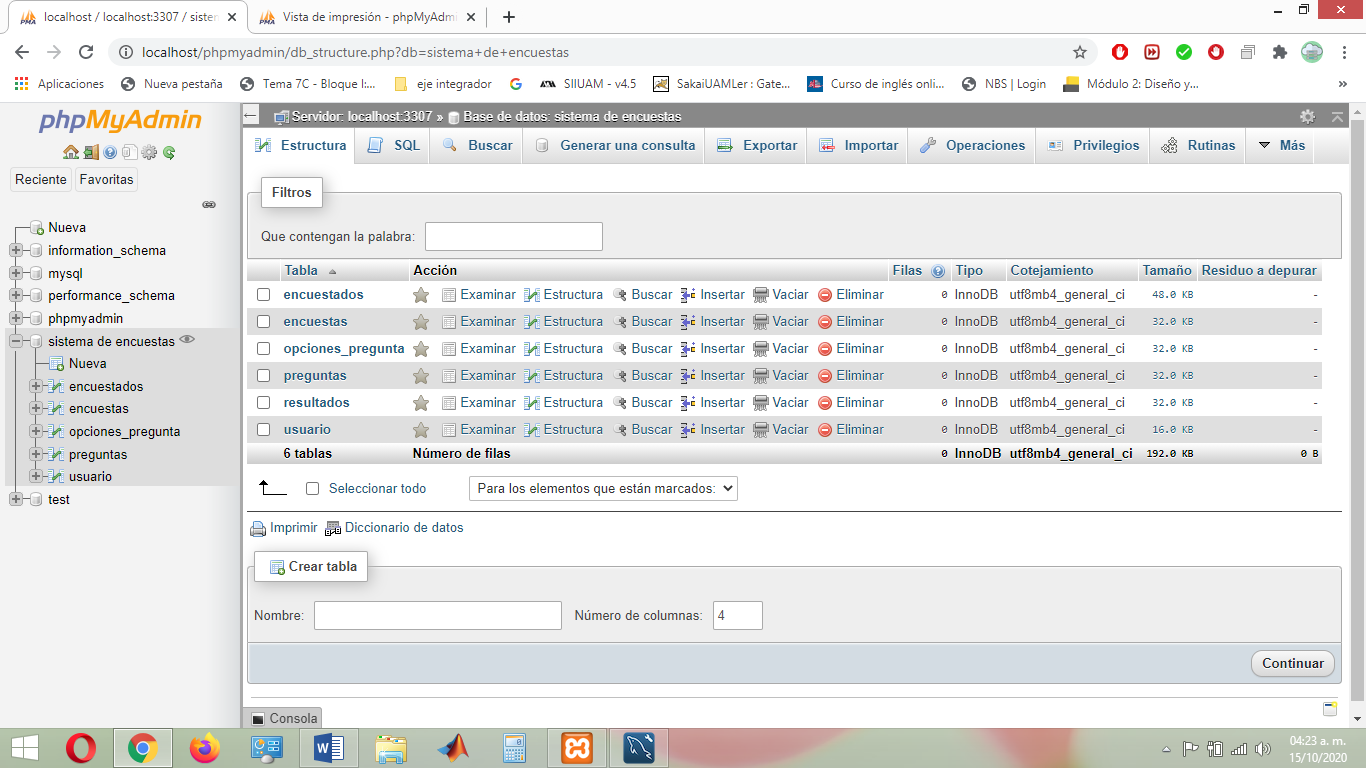 localhost / localhost:3307 / sister
Vista de impresión - phpMyAdmi
localhost/phpmyadmin/db_structure.php?db=sistema+de+encuestas
Aplicaciones
Nueva pestaña
Tema 7C - Bloque I:...
eje integrador
SIIUAM - v4.5
SakaiUAMLer : Gate...
Curso de inglés onli...
NBS | Login
Módulo 2: Diseño y...
phpMyAdmin
Reciente
Favoritas
Nueva
information_schema
mysql
performance_schema
phpmyadmin
sistema de encuestas
Nueva
encuestados
encuestas
opciones_pregunta
preguntas
usuario
test
Servidor: localhost:3307 » Base de datos: sistema de encuestas
Estructura SQL Buscar Generar una consulta Exportar Importar Operaciones Privilegios Rutinas Más
Filtros
Que contengan la palabra:
Tabla Acción Filas Tipo Cotejamiento Tamaño Residuo a depurar
encuestados Examinar Estructura Buscar Insertar Vaciar Eliminar 0 InnoDB utf8mb4_general_ci 48.0 KB -
encuestas Examinar Estructura Buscar Insertar Vaciar Eliminar 0 InnoDB utf8mb4_general_ci 32.0 KB -
opciones_pregunta Examinar Estructura Buscar Insertar Vaciar Eliminar 0 InnoDB utf8mb4_general_ci 32.0 KB -
preguntas Examinar Estructura Buscar Insertar Vaciar Eliminar 0 InnoDB utf8mb4_general_ci 32.0 KB -
resultados Examinar Estructura Buscar Insertar Vaciar Eliminar 0 InnoDB utf8mb4_general_ci 32.0 KB -
usuario Examinar Estructura Buscar Insertar Vaciar Eliminar 0 InnoDB utf8mb4_general_ci 16.0 KB -
6 tablas Número de filas 0 InnoDB utf8mb4_general_ci 192.0 KB 0 B
Seleccionar todo
Para los elementos que están marcados:
Imprimir Diccionario de datos
Crear tabla
Nombre:
Número de columnas: 4
Continuar
Consola
04:23 a. m.
15/10/2020